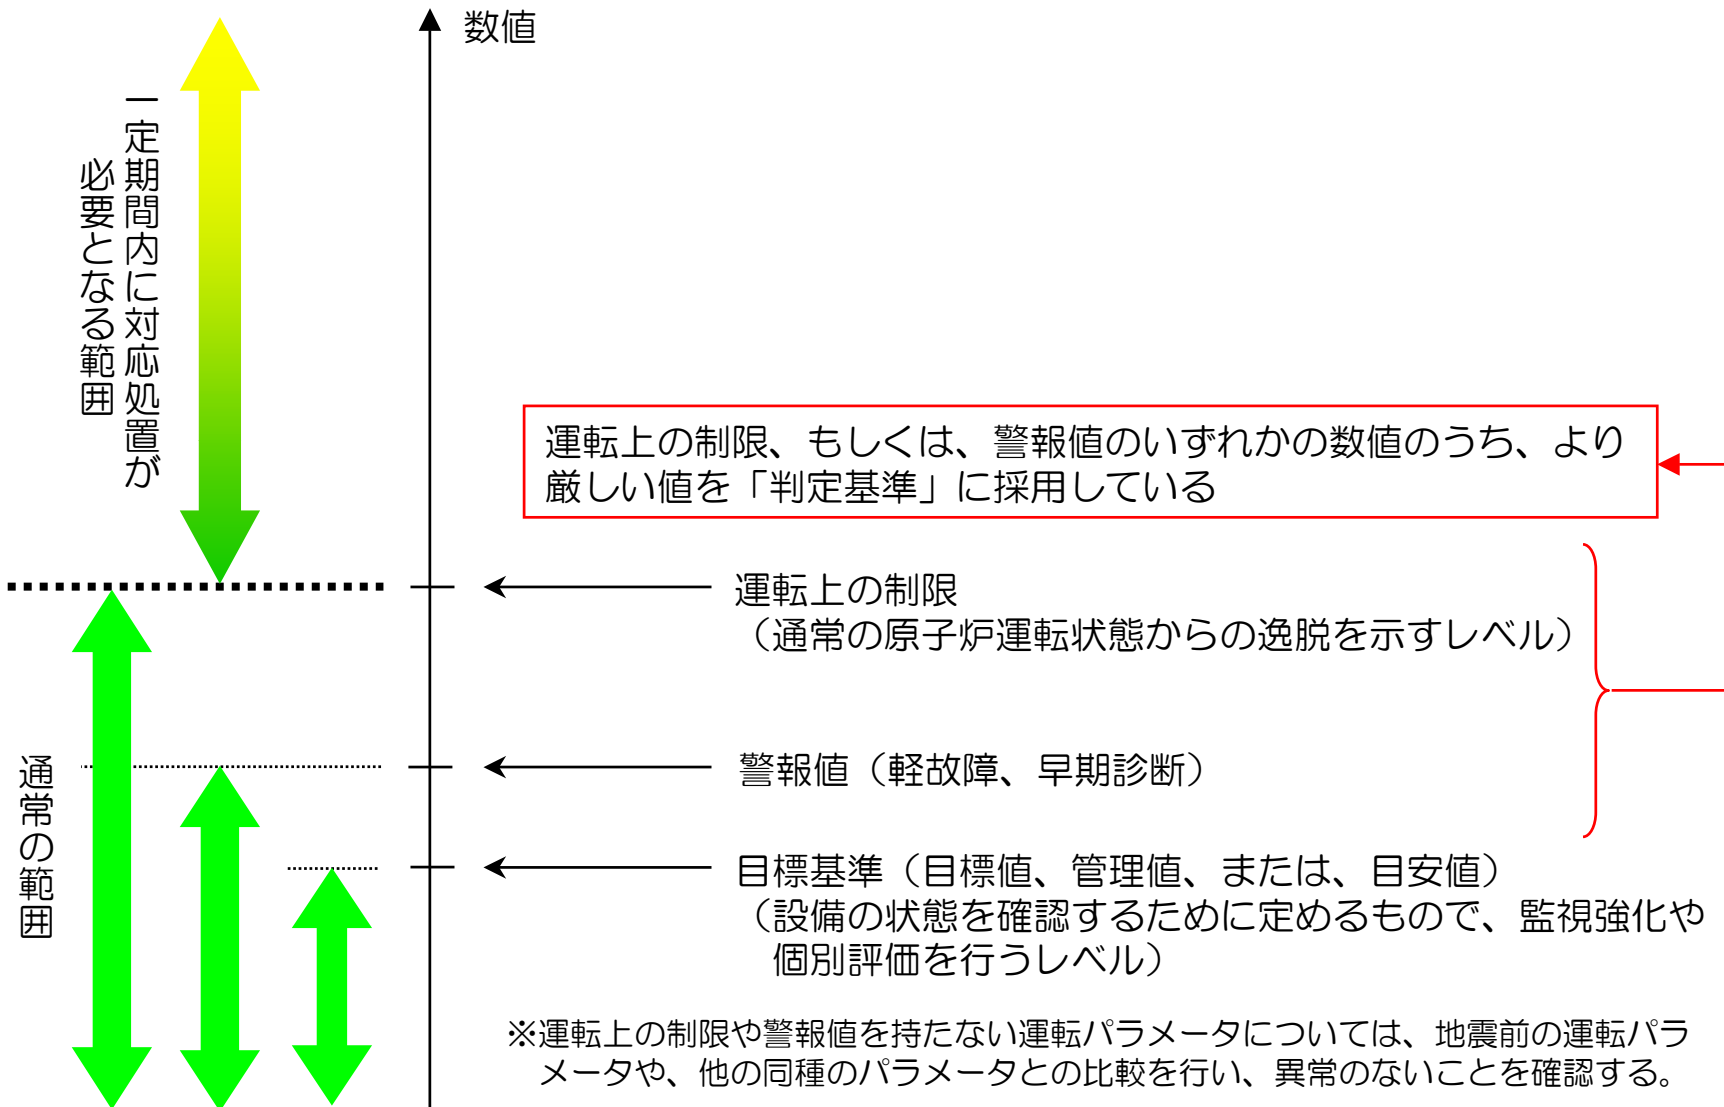 数値
一定期間内に対応処置が
必要となる範囲
運転上の制限、もしくは、警報値のいずれかの数値のうち、より
厳しい値を「判定基準」に採用している
運転上の制限
（通常の原子炉運転状態からの逸脱を示すレベル）
警報値（軽故障、早期診断）
通常の範囲
目標基準（目標値、管理値、または、目安値）
（設備の状態を確認するために定めるもので、監視強化や
個別評価を行うレベル）
※運転上の制限や警報値を持たない運転パラメータについては、地震前の運転パラ
メータや、他の同種のパラメータとの比較を行い、異常のないことを確認する。